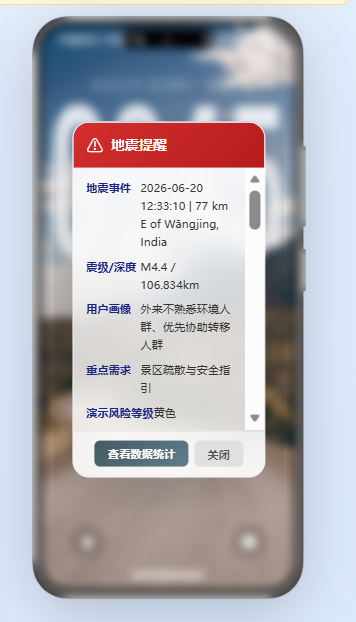 地震提醒
地震事件 2026-06-20
12:33:10 | 77 km
E of Wāngjing,
India
震级/深度 M4.4 /
106.834km
用户画像 外来不熟悉环境人
群、优先协助转移
人群
重点需求 景区疏散与安全指
引
演示风险等级 黄色
查看数据统计 关闭